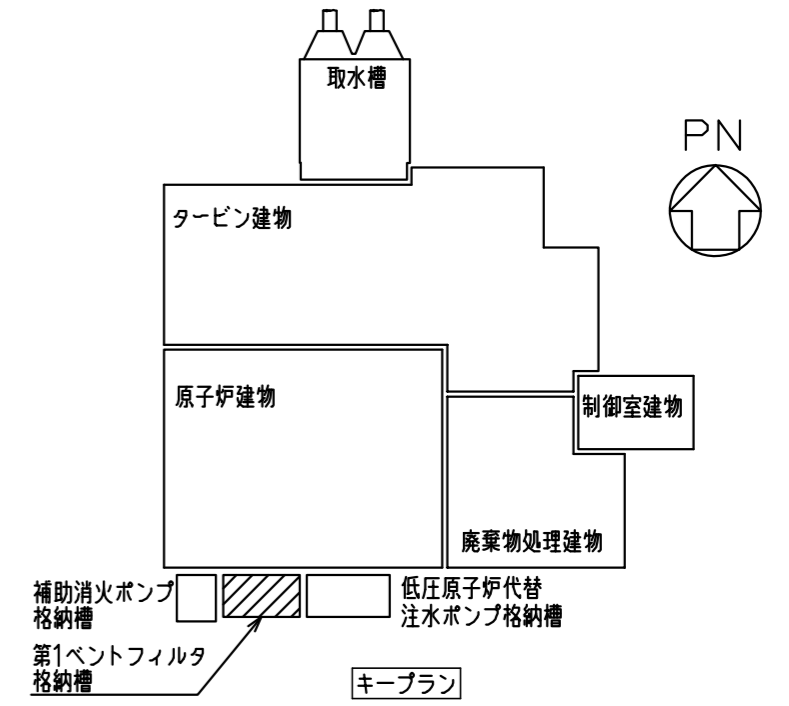 取水槽
PN
タービン建物
原子炉建物
制御室建物
廃棄物処理建物
補助消火ポンプ
格納槽
低圧原子炉代替
注水ポンプ格納槽
第1ベントフィルタ
格納槽
キープラン